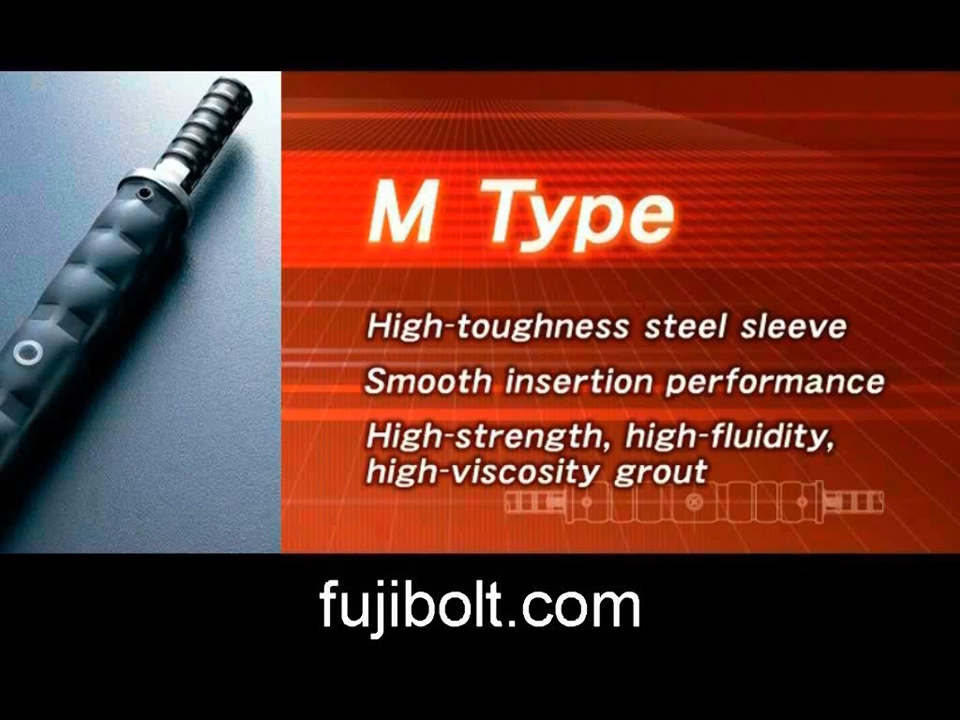 M Type
High-toughness steel sleeve
Smooth insertion performance
High-strength, high-fluidity,
high-viscosity grout
fujibolt.com